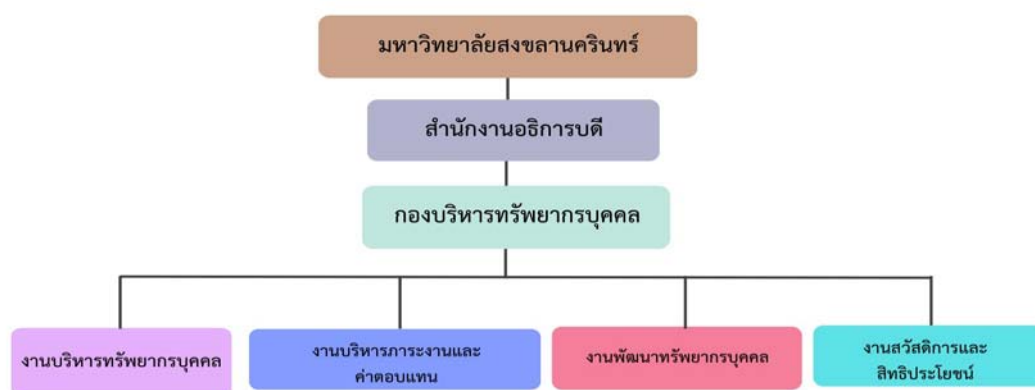 มหาวิทยาลัยสงขลานครินทร์
สำนักงานอธิการบดี
กองบริหารทรัพยากรบุคคล
งานบริหารทรัพยากรบุคคล
งานบริหารภาระงานและ
ค่าตอบแทน
งานพัฒนาทรัพยากรบุคคล
งานสวัสดิการและ
สิทธิประโยชน์